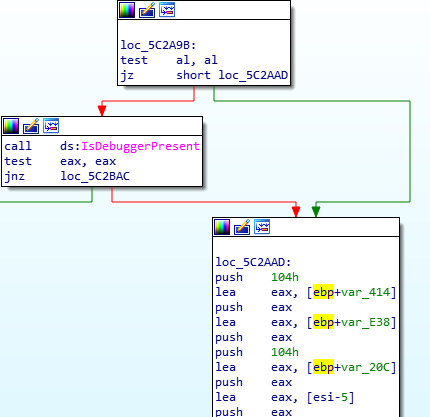 loc_5C2A9B:
test al, al
jz short loc_5C2AAD
call ds:IsDebuggerPresent
test eax, eax
jnz loc_5C2BAC
loc_5C2AAD:
push 104h
lea eax, [ebp+var_414]
push eax
lea eax, [ebp+var_E38]
push eax
push 104h
lea eax, [ebp+var_20C]
push eax
lea eax, [esi-5]
push eax